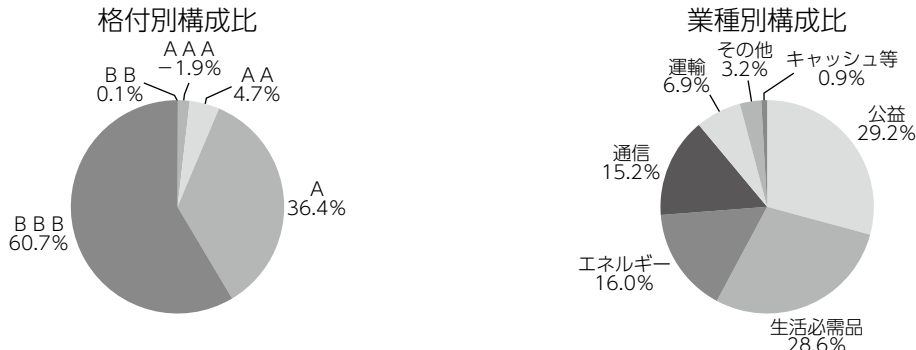 格付別構成比
AAA
－1.9%
BB
0.1%
AA
4.7%
A
36.4%
BBB
60.7%
業種別構成比
その他
3.2%
キャッシュ等
0.9%
運輸
6.9%
公益
29.2%
通信
15.2%
エネルギー
16.0%
生活必需品
28.6%